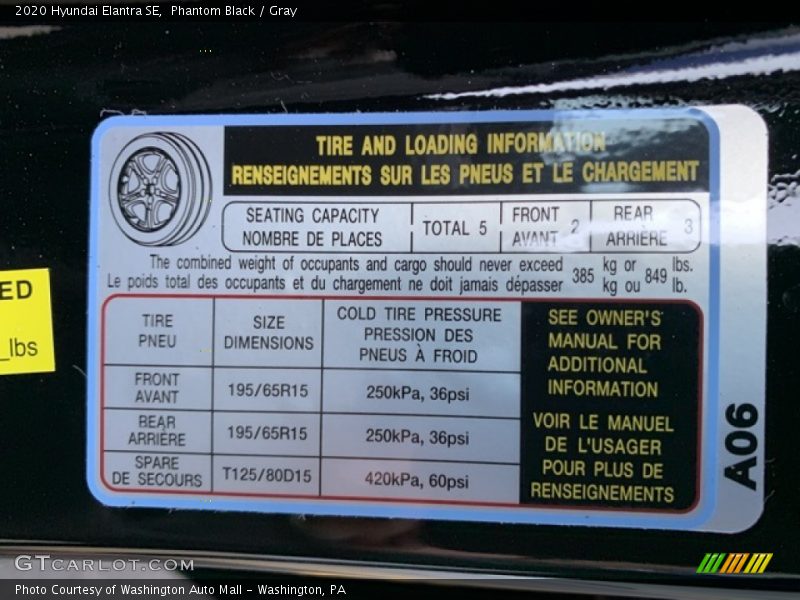 2020 Hyundai Elantra SE, Phantom Black / Gray
TIRE AND LOADING INFORMATION
RENSEIGNEMENTS SUR LES PNEUS ET LE CHARGEMENT
SEATING CAPACITY
NOMBRE DE PLACES
TOTAL 5
FRONT
AVANT 2
REAR
ARRIÈRE 3
The combined weight of occupants and cargo should never exceed 385 kg or 849 lbs.
Le poids total des occupants et du chargement ne doit jamais dépasser kg ou lb.
TIRE
PNEU
SIZE
DIMENSIONS
COLD TIRE PRESSURE
PRESSION DES
PNEUS À FROID
FRONT
AVANT
195/65R15
250kPa, 36psi
REAR
ARRIÈRE
195/65R15
250kPa, 36psi
SPARE
DE SECOURS
T125/80D15
420kPa, 60psi
SEE OWNER'S
MANUAL FOR
ADDITIONAL
INFORMATION
VOIR LE MANUEL
DE L'USAGER
POUR PLUS DE
RENSEIGNEMENTS
A06
ED
_lbs
GTCARLOT.COM
Photo Courtesy of Washington Auto Mall - Washington, PA